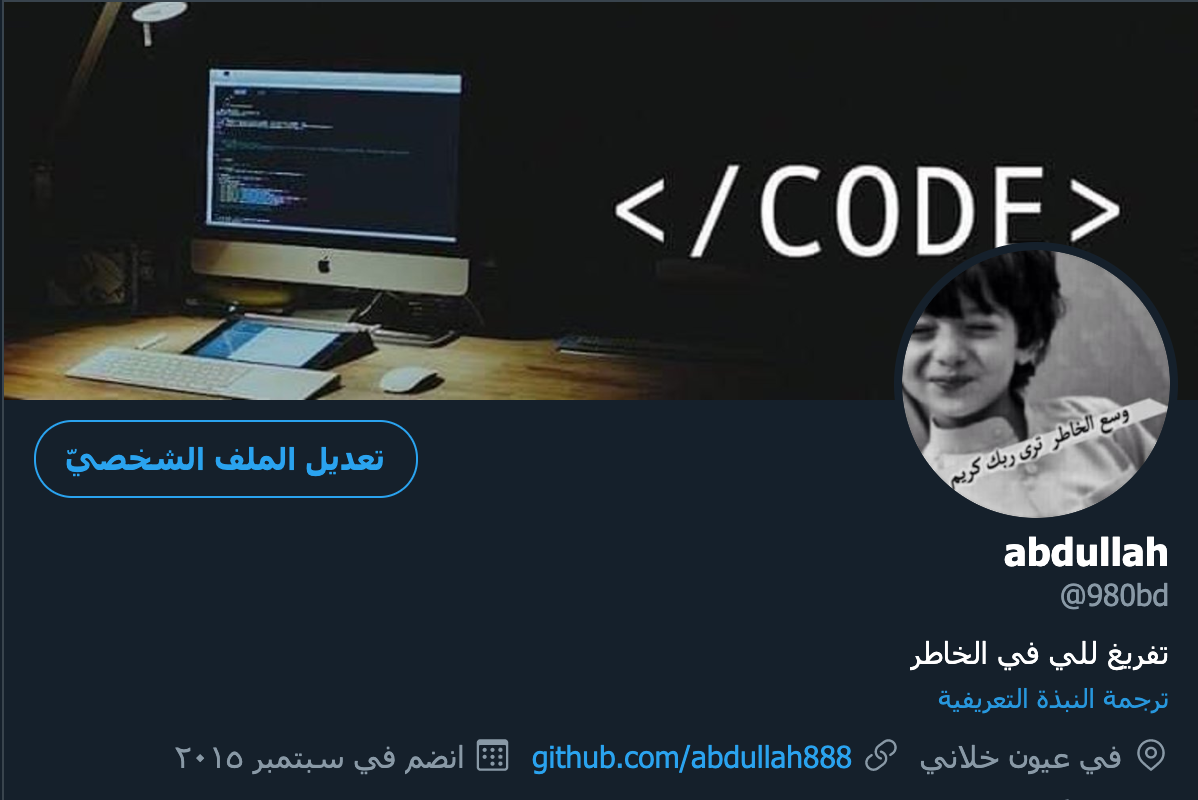 </CODE>
وسع الخاطر ترى ربك كريم
تعديل الملف الشخصيّ
abdullah
@980bd
تفريغ للي في الخاطر
ترجمة النبذة التعريفية
في عيون خلاني github.com/abdullah888 انضم في سبتمبر ٢٠١٥